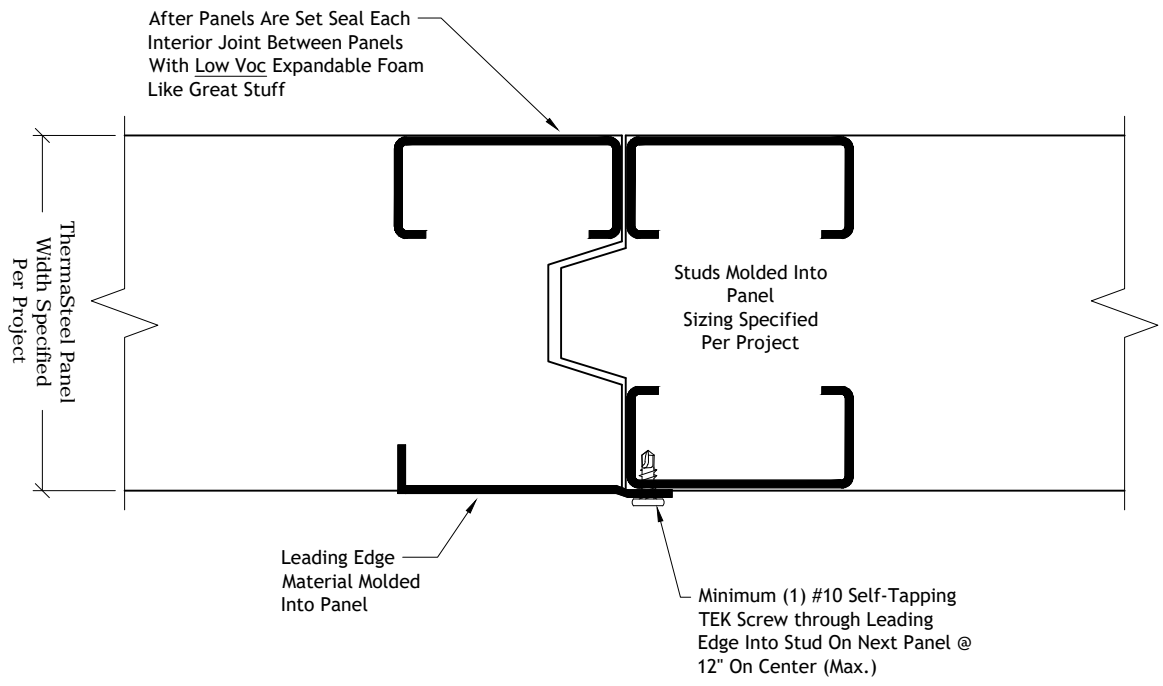 After Panels Are Set Seal Each
Interior Joint Between Panels
With Low Voc Expandable Foam
Like Great Stuff
ThermaSteel Panel
Width Specified
Per Project
Studs Molded Into
Panel
Sizing Specified
Per Project
Leading Edge
Material Molded
Into Panel
Minimum (1) #10 Self-Tapping
TEK Screw through Leading
Edge Into Stud On Next Panel @
12" On Center (Max.)